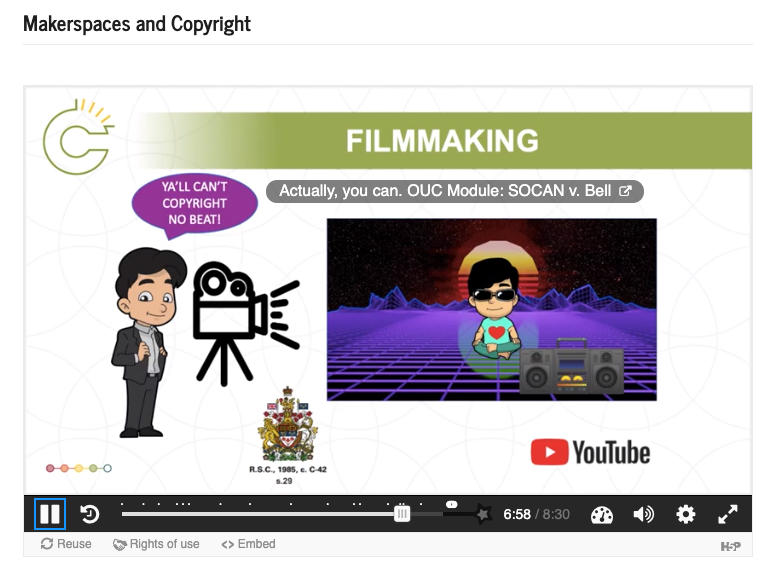 Makerspaces and Copyright
FILMMAKING
YA'LL CAN'T
COPYRIGHT
NO BEAT!
Actually, you can. OUC Module: SOCAN v. Bell
R.S.C., 1985, c. C-42
s.29
YouTube
6:58 / 8:30
Reuse
Rights of use
<> Embed
H5P